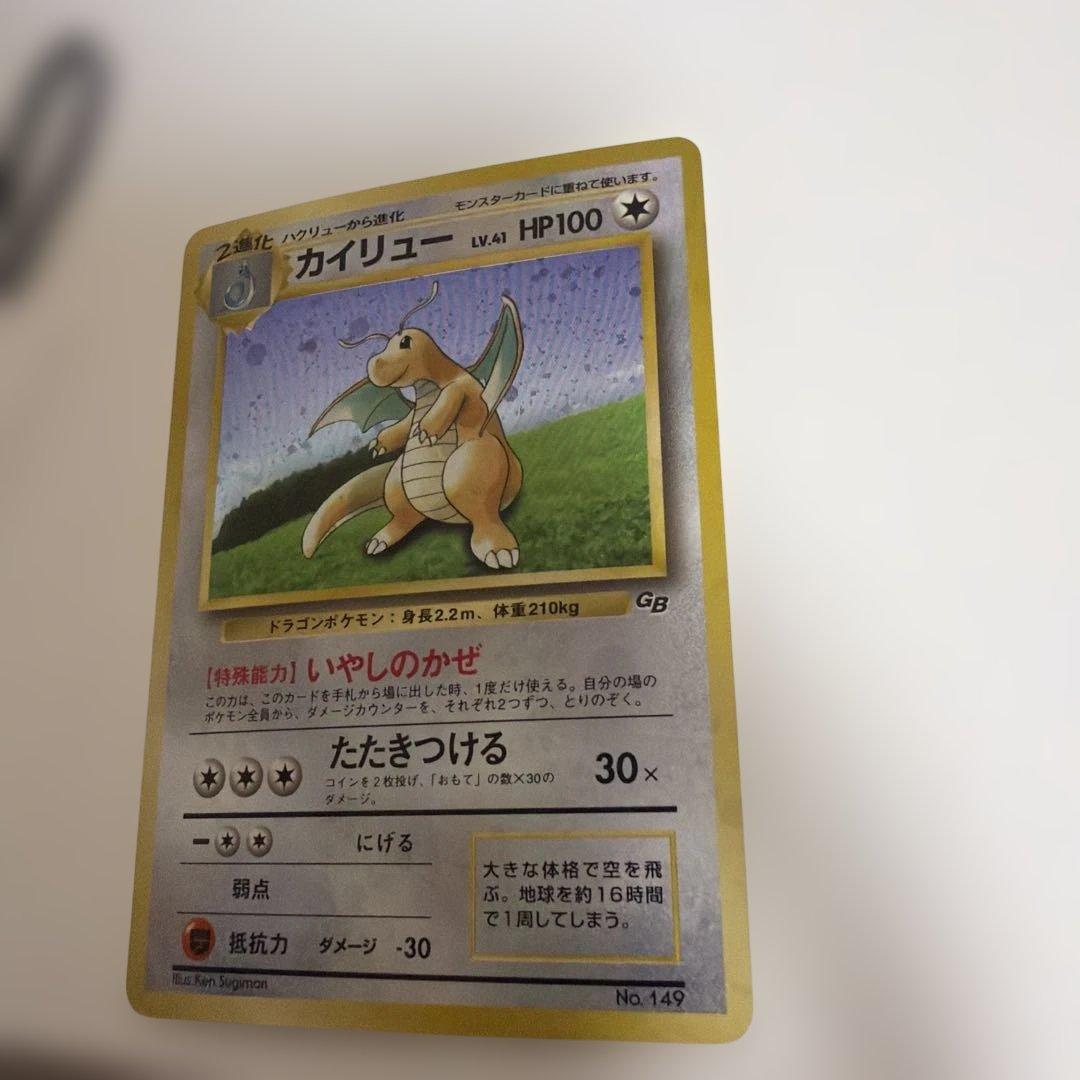 モンスターカードに重ねて使います。
2進化 ハクリューから進化
カイリュー LV.41 HP100
GB
ドラゴンポケモン：身長2.2m、体重210kg
[特殊能力] いやしのかぜ
この力は、このカードを手札から場に出した時、1度だけ使える。自分の場の
ポケモン全員から、ダメージカウンターを、それぞれ2つずつ、とりのぞく。
たたきつける 30×
コインを2枚投げ、「おもて」の数×30の
ダメージ。
にげる
弱点
抵抗力 ダメージ -30
大きな体格で空を飛
ぶ。地球を約16時間
で1周してしまう。
Illus. Ken Sugimori
No. 149